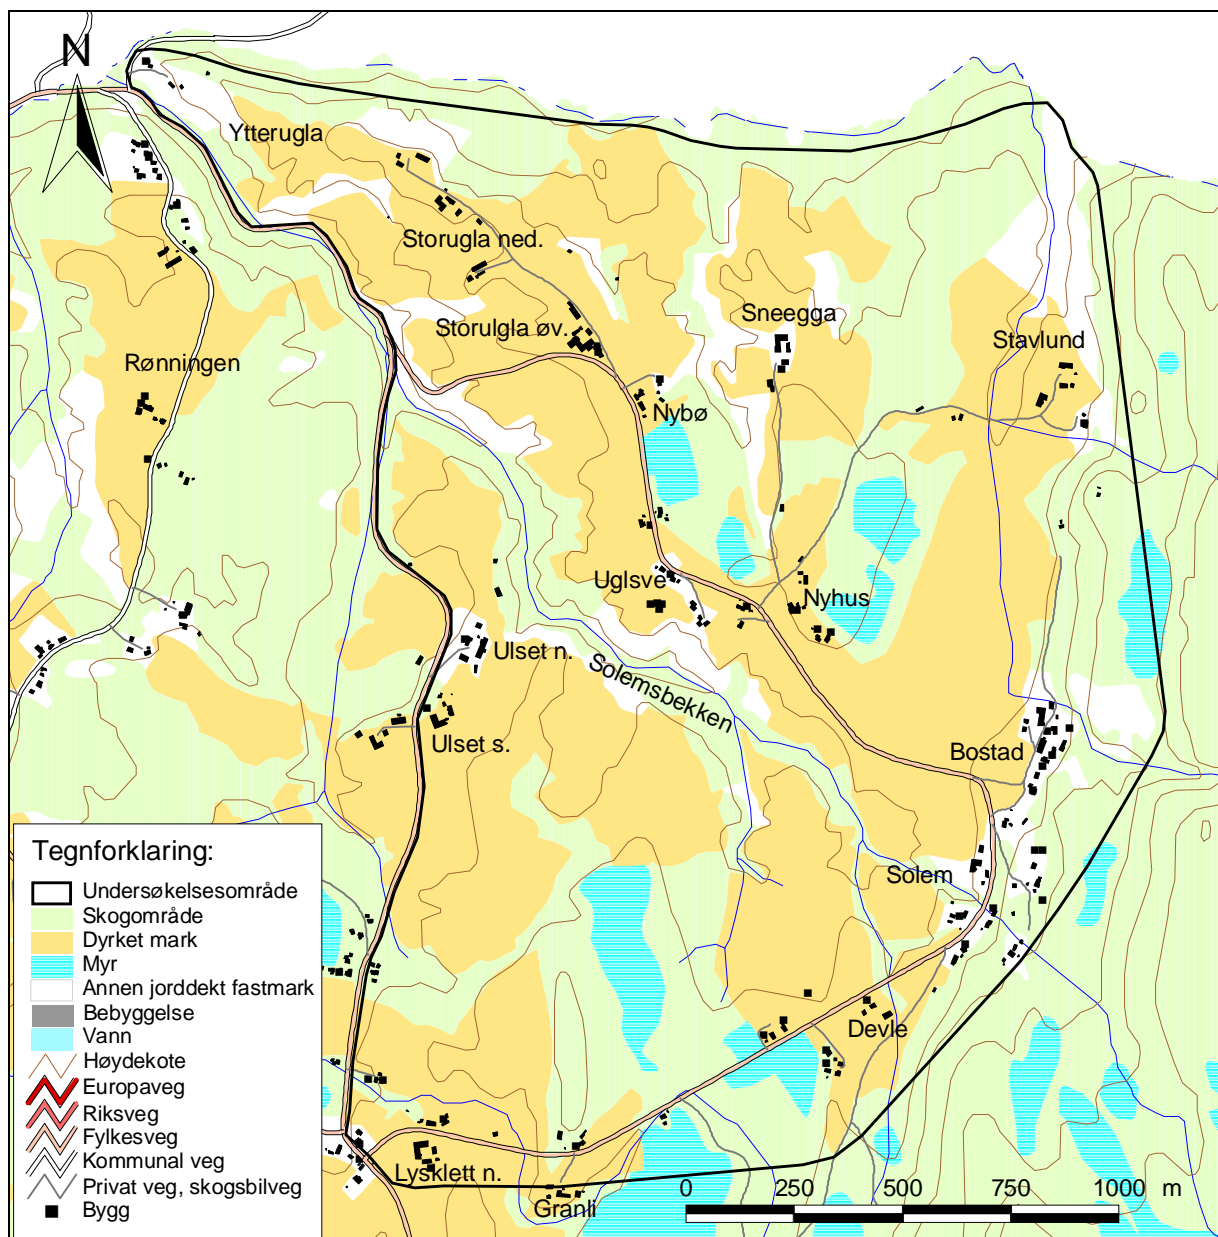 N
Ytterugla
Storugla ned.
Storulgla øv.
Sneegga
Stavlund
Rønningen
Nybø
Uglsve
Nyhus
Ulset n.
Solemsbekken
Ulset s.
Bostad
Solem
Devle
Lysklett n.
Granli
Tegnforklaring:
Undersøkelsesområde
Skogområde
Dyrket mark
Myr
Annen jorddekt fastmark
Bebyggelse
Vann
Høydekote
Europaveg
Riksveg
Fylkesveg
Kommunal veg
Privat veg, skogsbilveg
Bygg
0 250 500 750 1000 m